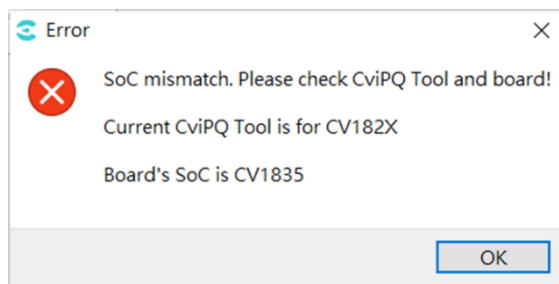 Error
SoC mismatch. Please check CviPQ Tool and board!
Current CviPQ Tool is for CV182X
Board's SoC is CV1835
OK